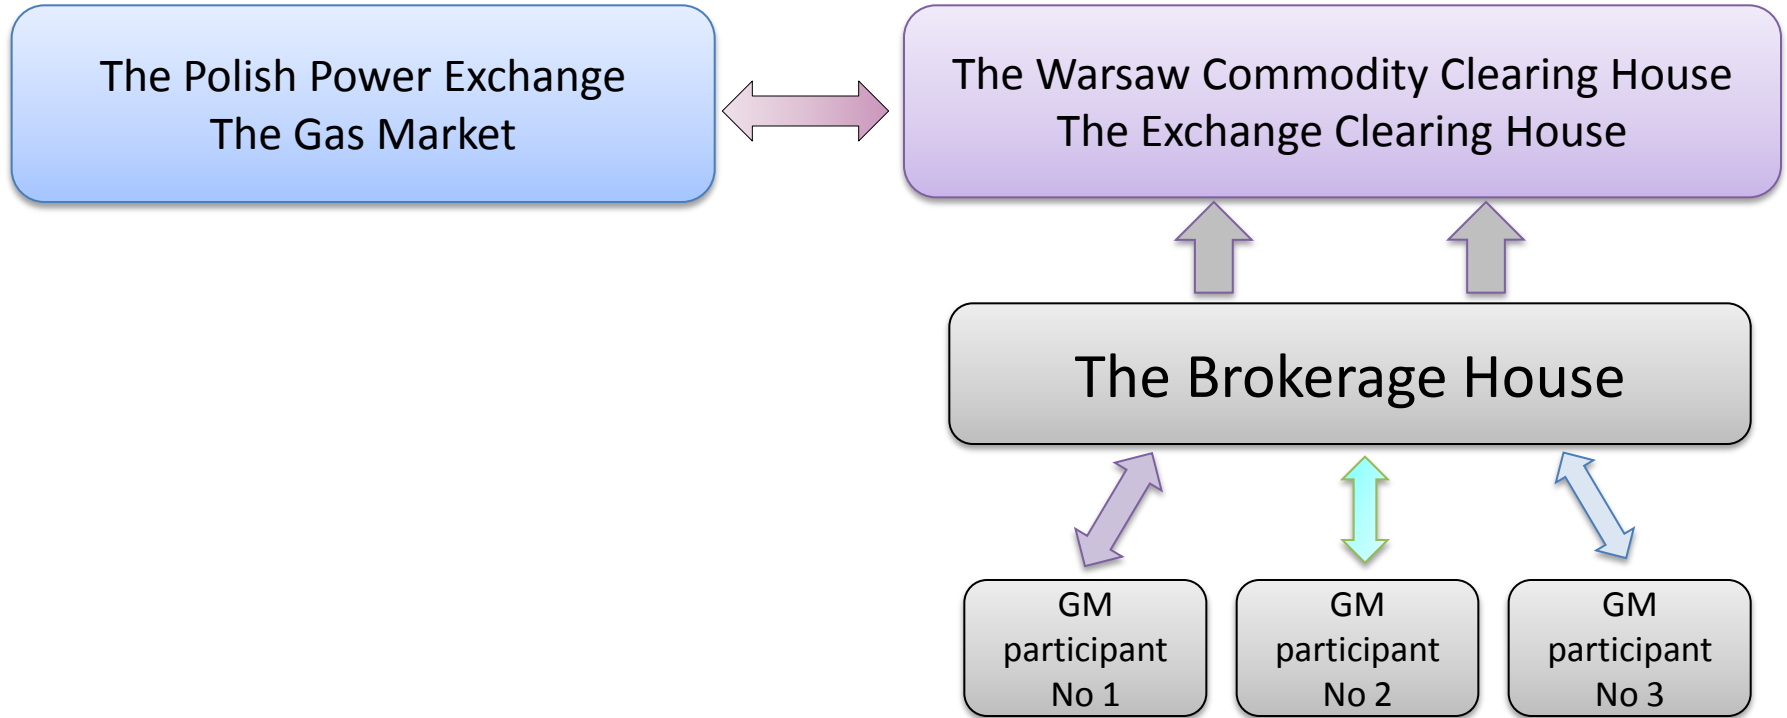 The Polish Power Exchange
The Gas Market
The Warsaw Commodity Clearing House
The Exchange Clearing House
The Brokerage House
GM
participant
No 1
GM
participant
No 2
GM
participant
No 3